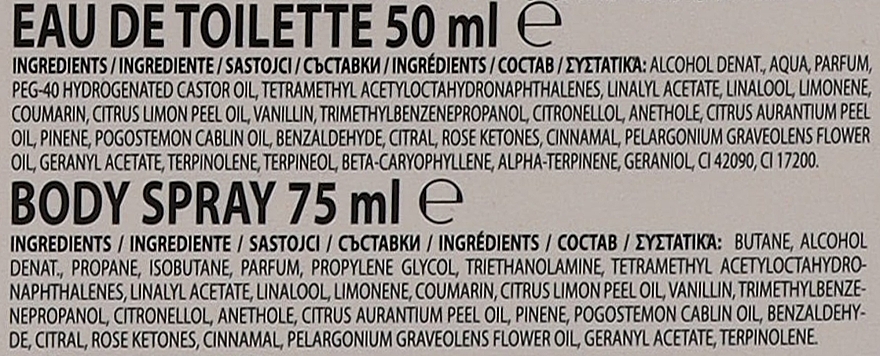 EAU DE TOILETTE 50 ml ℮
INGREDIENTS / INGREDIENTE / SASTOJCI / СЪСТАВКИ / INGRÉDIENTS / СОСТАВ / ΣΥΣΤΑΤΙΚΆ: ALCOHOL DENAT., AQUA, PARFUM,
PEG-40 HYDROGENATED CASTOR OIL, TETRAMETHYL ACETYLOCTAHYDRONAPHTHALENES, LINALYL ACETATE, LINALOOL, LIMONENE,
COUMARIN, CITRUS LIMON PEEL OIL, VANILLIN, TRIMETHYLBENZENEPROPANOL, CITRONELLOL, ANETHOLE, CITRUS AURANTIUM PEEL
OIL, PINENE, POGOSTEMON CABLIN OIL, BENZALDEHYDE, CITRAL, ROSE KETONES, CINNAMAL, PELARGONIUM GRAVEOLENS FLOWER
OIL, GERANYL ACETATE, TERPINOLENE, TERPINEOL, BETA-CARYOPHYLLENE, ALPHA-TERPINENE, GERANIOL, CI 42090, CI 17200.
BODY SPRAY 75 ml ℮
INGREDIENTS / INGREDIENTE / SASTOJCI / СЪСТАВКИ / INGRÉDIENTS / СОСТАВ / ΣΥΣΤΑΤΙΚΆ: BUTANE, ALCOHOL
DENAT., PROPANE, ISOBUTANE, PARFUM, PROPYLENE GLYCOL, TRIETHANOLAMINE, TETRAMETHYL ACETYLOCTAHYDRO-
NAPHTHALENES, LINALYL ACETATE, LINALOOL, LIMONENE, COUMARIN, CITRUS LIMON PEEL OIL, VANILLIN, TRIMETHYLBENZE-
NEPROPANOL, CITRONELLOL, ANETHOLE, CITRUS AURANTIUM PEEL OIL, PINENE, POGOSTEMON CABLIN OIL, BENZALDEHY-
DE, CITRAL, ROSE KETONES, CINNAMAL, PELARGONIUM GRAVEOLENS FLOWER OIL, GERANYL ACETATE, TERPINOLENE.